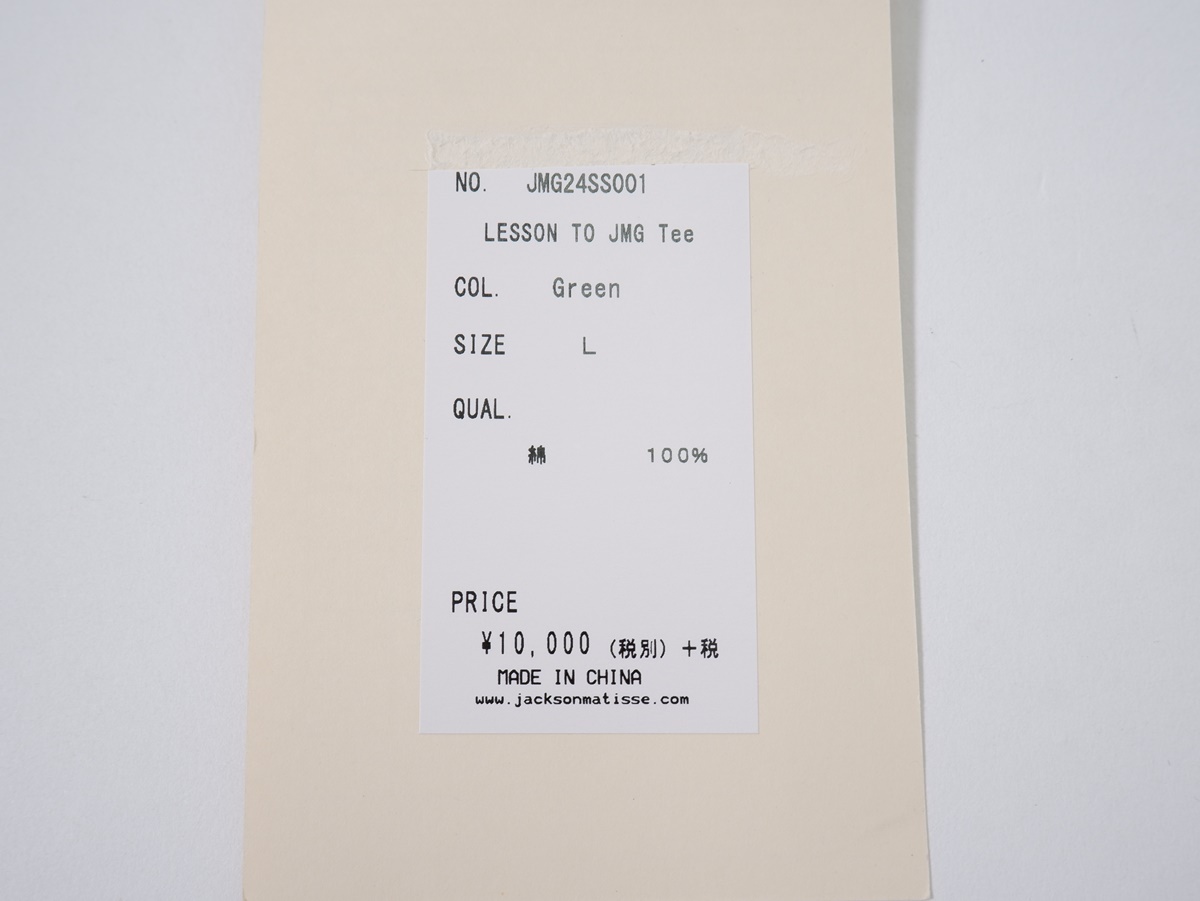 NO. JMG24SS001
LESSON TO JMG Tee
COL. Green
SIZE L
QUAL.
綿 100%
PRICE
¥10,000 (税別) +税
MADE IN CHINA
www.jacksonmatisse.com